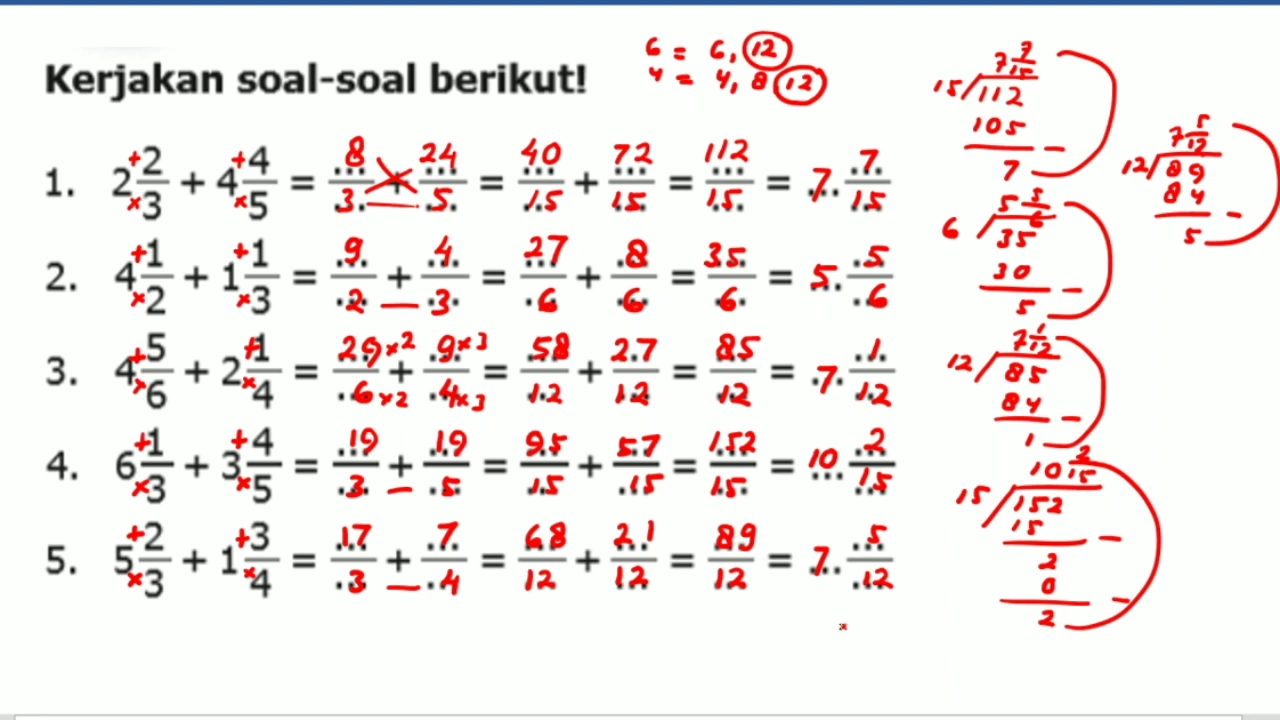 Kerjakan soal-soal berikut!
6 = 6, 12
4 = 4, 8, 12
1. 2 2/3 + 4 4/5 = 8/3 + 24/5 = 40/15 + 72/15 = 112/15 = 7 7/15
2. 4 1/2 + 1 1/3 = 9/2 + 4/3 = 27/6 + 8/6 = 35/6 = 5 5/6
3. 4 5/6 + 2 1/4 = 29/6 ×2 ×2 + 9/4 ×3 ×3 = 58/12 + 27/12 = 85/12 = 7 1/12
4. 6 1/3 + 3 4/5 = 19/3 + 19/5 = 95/15 + 57/15 = 152/15 = 10 2/15
5. 5 2/3 + 1 3/4 = 17/3 + 7/4 = 68/12 + 21/12 = 89/12 = 7 5/12
7 7/15
15 / 112
105 –
7
5 5/6
6 / 35
30 –
5
7 1/12
12 / 85
84 –
1
10 2/15
15 / 152
15 –
2
0 –
2
7 5/12
12 / 89
84 –
5